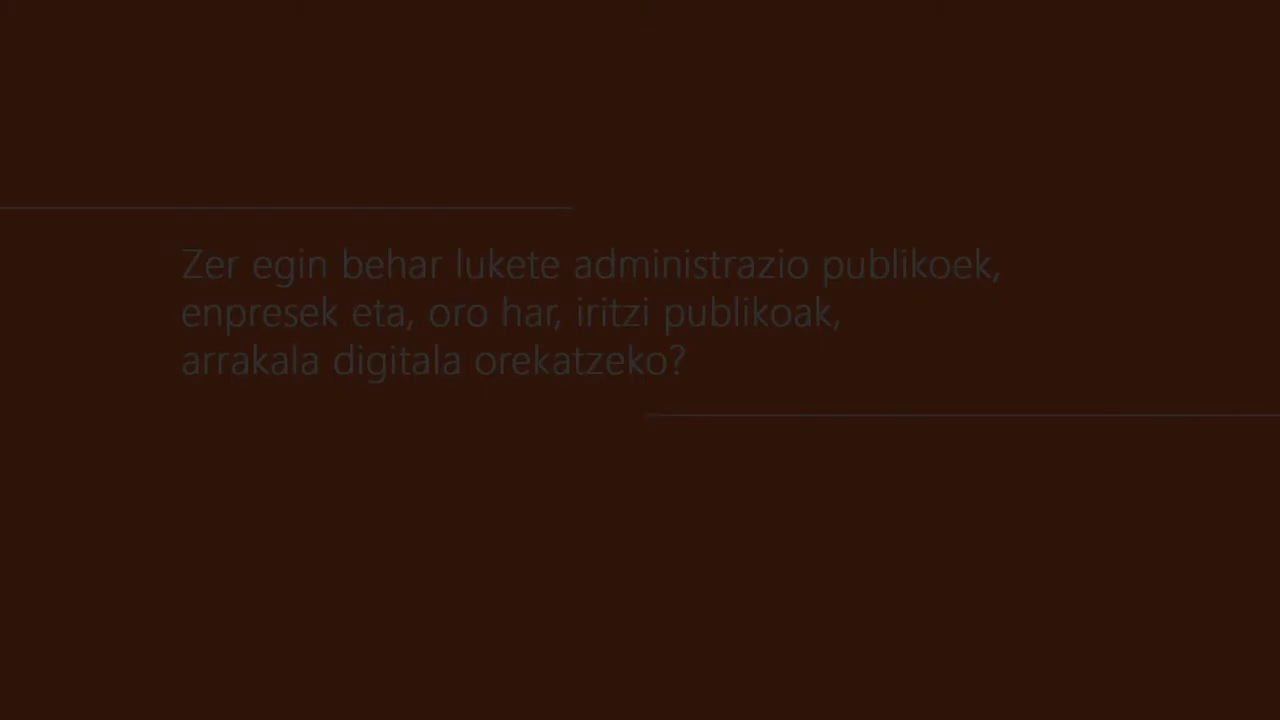 Zer egin behar lukete administrazio publikoek,
enpresek eta, oro har, iritzi publikoak,
arrakala digitala orekatzeko?